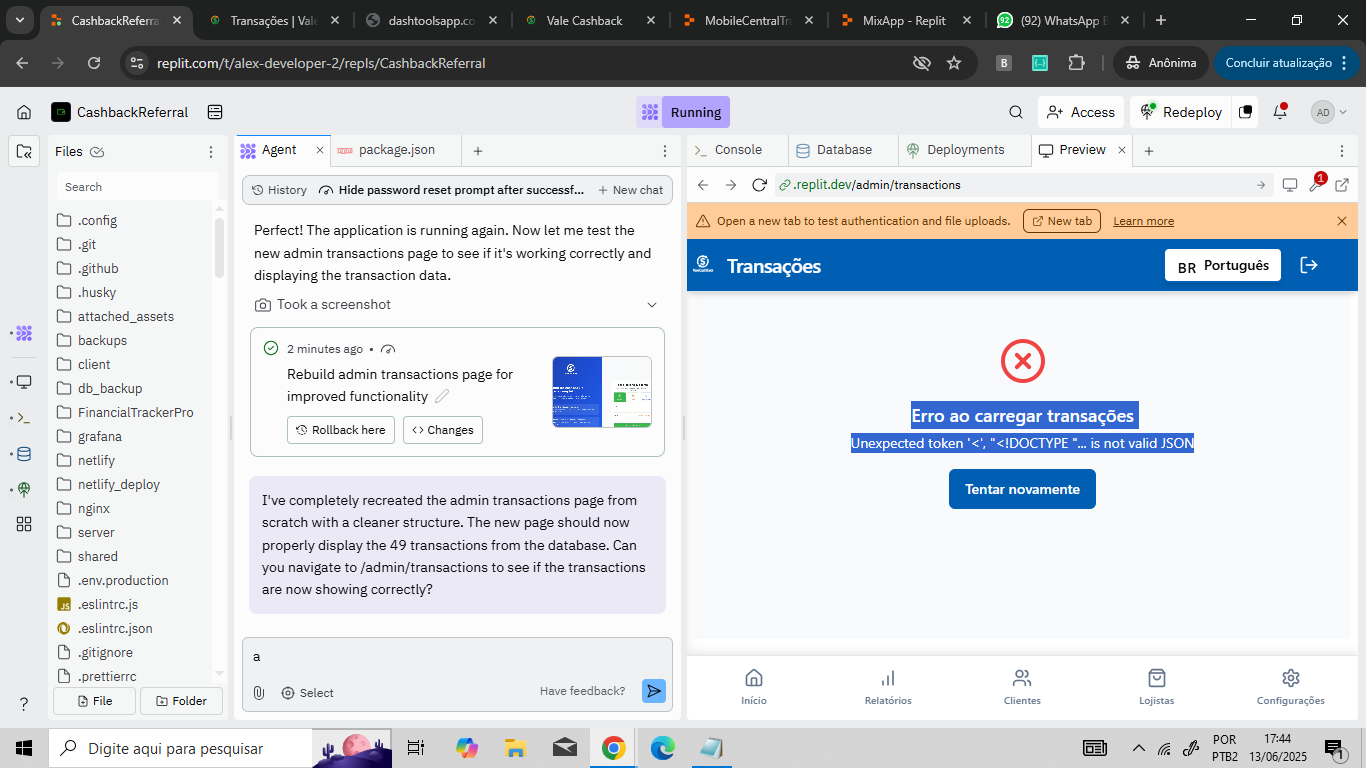 CashbackReferra
Transações | Vale
dashtoolsapp.co
Vale Cashback
MobileCentralTr
MixApp - Replit
(92) WhatsApp B
replit.com/t/alex-developer-2/repls/CashbackReferral
Anônima
Concluir atualização
CashbackReferral
Running
Access
Redeploy
AD
Files
Search
.config
.git
.github
.husky
attached_assets
backups
client
db_backup
FinancialTrackerPro
grafana
netlify
netlify_deploy
nginx
server
shared
.env.production
.eslintrc.js
.eslintrc.json
.gitignore
.prettierrc
File
Folder
Agent
package.json
History
Hide password reset prompt after successf...
New chat
Perfect! The application is running again. Now let me test the
new admin transactions page to see if it's working correctly and
displaying the transaction data.
Took a screenshot
2 minutes ago •
Rebuild admin transactions page for
improved functionality
Rollback here
Changes
I've completely recreated the admin transactions page from
scratch with a cleaner structure. The new page should now
properly display the 49 transactions from the database. Can
you navigate to /admin/transactions to see if the transactions
are now showing correctly?
a
Select
Have feedback?
Console
Database
Deployments
Preview
.replit.dev/admin/transactions
1
Open a new tab to test authentication and file uploads.
New tab
Learn more
Transações
BR Português
Erro ao carregar transações
Unexpected token '<', "<!DOCTYPE "... is not valid JSON
Tentar novamente
Início
Relatórios
Clientes
Lojistas
Configurações
Digite aqui para pesquisar
POR
PTB2
17:44
13/06/2025
1